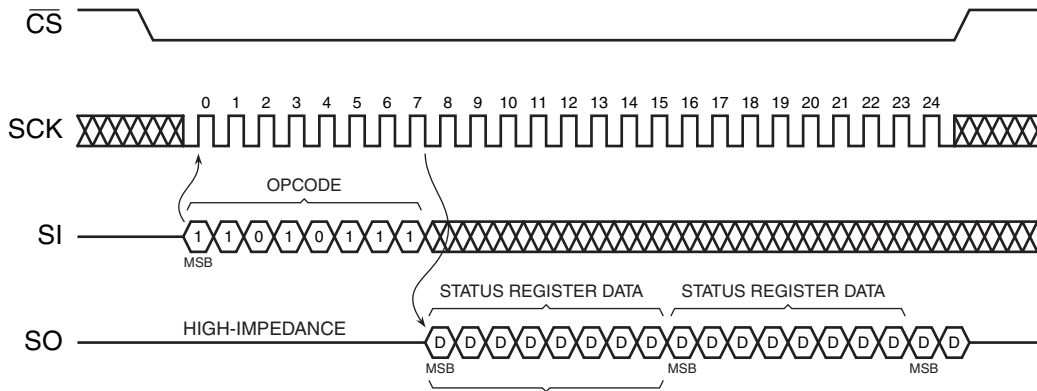 CS
0 1 2 3 4 5 6 7 8 9 10 11 12 13 14 15 16 17 18 19 20 21 22 23 24
SCK
OPCODE
SI 1 1 0 1 0 1 1 1
MSB
STATUS REGISTER DATA STATUS REGISTER DATA
HIGH-IMPEDANCE
SO D D D D D D D D D D D D D D D D D D
MSB MSB MSB